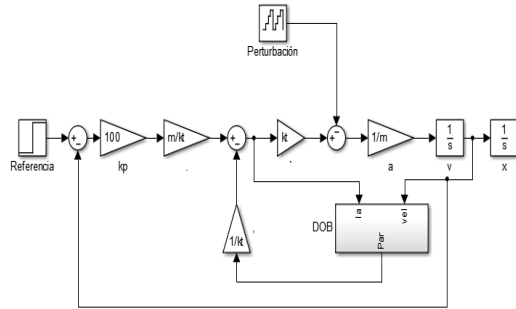 Perturbación
Referencia
100
kp
m/kt
kt
1/m
a
1
s
v
1
s
x
Ia
vel
DOB
Par
1/kt